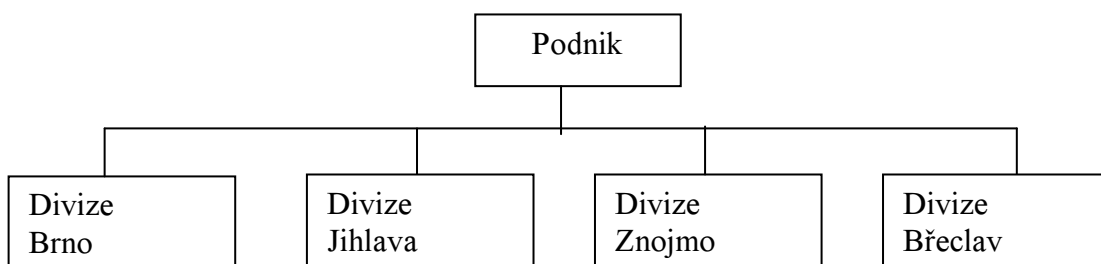 Podnik
Divize
Brno
Divize
Jihlava
Divize
Znojmo
Divize
Břeclav